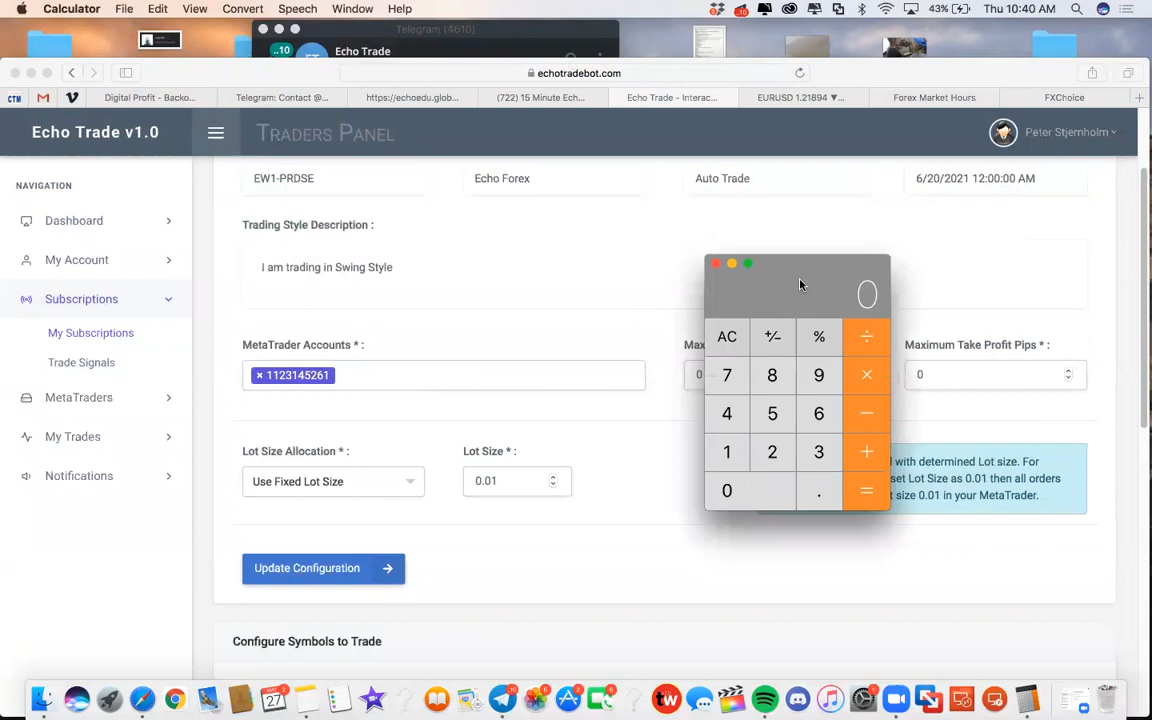 Calculator File Edit View Convert Speech Window Help 43% Thu 10:40 AM
Telegram (4610)
..10 Echo Trade
echotradebot.com
CTM Digital Profit - Backo... Telegram: Contact @... https://echoedu.glob... (722) 15 Minute Ech... Echo Trade - Interac... EURUSD 1.21894 ▼... Forex Market Hours FXChoice
Echo Trade v1.0 TRADERS PANEL Peter Stjernholm
NAVIGATION
Dashboard
My Account
Subscriptions
My Subscriptions
Trade Signals
MetaTraders
My Trades
Notifications
EW1-PRDSE Echo Forex Auto Trade 6/20/2021 12:00:00 AM
Trading Style Description :
I am trading in Swing Style
MetaTrader Accounts * : Max Maximum Take Profit Pips * :
× 1123145261 0 0
Lot Size Allocation * : Lot Size * :
Use Fixed Lot Size 0.01
d with determined Lot size. For
set Lot Size as 0.01 then all orders
t size 0.01 in your MetaTrader.
Update Configuration
Configure Symbols to Trade
0
AC +/− % ÷
7 8 9 ×
4 5 6 −
1 2 3 +
0 . =
27
tw